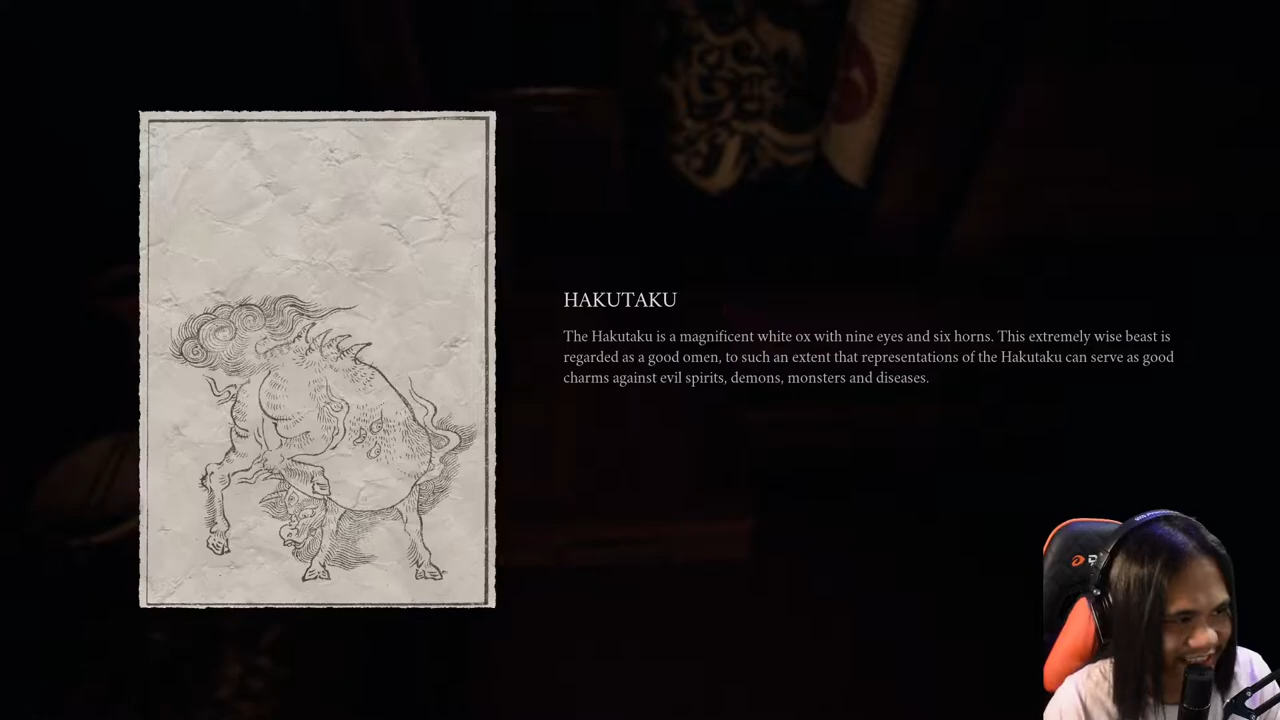 HAKUTAKU
The Hakutaku is a magnificent white ox with nine eyes and six horns. This extremely wise beast is
regarded as a good omen, to such an extent that representations of the Hakutaku can serve as good
charms against evil spirits, demons, monsters and diseases.